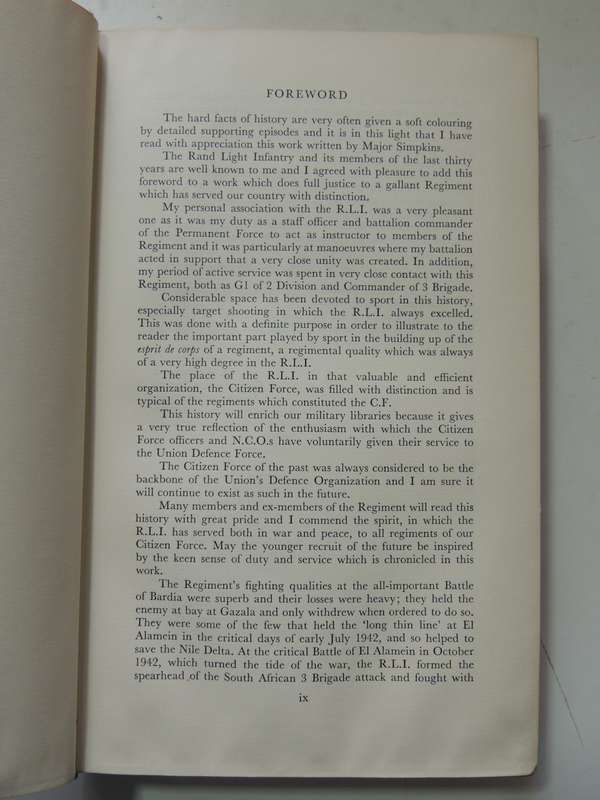 FOREWORD
The hard facts of history are very often given a soft colouring
by detailed supporting episodes and it is in this light that I have
read with appreciation this work written by Major Simpkins.
The Rand Light Infantry and its members of the last thirty
years are well known to me and I agreed with pleasure to add this
foreword to a work which does full justice to a gallant Regiment
which has served our country with distinction.
My personal association with the R.L.I. was a very pleasant
one as it was my duty as a staff officer and battalion commander
of the Permanent Force to act as instructor to members of the
Regiment and it was particularly at manoeuvres where my battalion
acted in support that a very close unity was created. In addition,
my period of active service was spent in very close contact with this
Regiment, both as G1 of 2 Division and Commander of 3 Brigade.
Considerable space has been devoted to sport in this history,
especially target shooting in which the R.L.I. always excelled.
This was done with a definite purpose in order to illustrate to the
reader the important part played by sport in the building up of the
esprit de corps of a regiment, a regimental quality which was always
of a very high degree in the R.L.I.
The place of the R.L.I. in that valuable and efficient
organization, the Citizen Force, was filled with distinction and is
typical of the regiments which constituted the C.F.
This history will enrich our military libraries because it gives
a very true reflection of the enthusiasm with which the Citizen
Force officers and N.C.O.s have voluntarily given their service to
the Union Defence Force.
The Citizen Force of the past was always considered to be the
backbone of the Union's Defence Organization and I am sure it
will continue to exist as such in the future.
Many members and ex-members of the Regiment will read this
history with great pride and I commend the spirit, in which the
R.L.I. has served both in war and peace, to all regiments of our
Citizen Force. May the younger recruit of the future be inspired
by the keen sense of duty and service which is chronicled in this
work.
The Regiment's fighting qualities at the all-important Battle
of Bardia were superb and their losses were heavy; they held the
enemy at bay at Gazala and only withdrew when ordered to do so.
They were some of the few that held the 'long thin line' at El
Alamein in the critical days of early July 1942, and so helped to
save the Nile Delta. At the critical Battle of El Alamein in October
1942, which turned the tide of the war, the R.L.I. formed the
spearhead of the South African 3 Brigade attack and fought with
ix